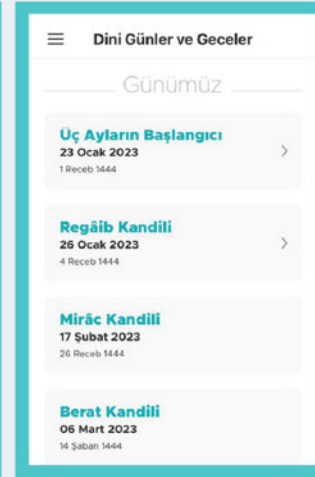 Dini Günler ve Geceler
Günümüz
Üç Ayların Başlangıcı
23 Ocak 2023
1 Receb 1444
Regâib Kandili
26 Ocak 2023
4 Receb 1444
Mirâc Kandili
17 Şubat 2023
26 Receb 1444
Berat Kandili
06 Mart 2023
14 Şaban 1444